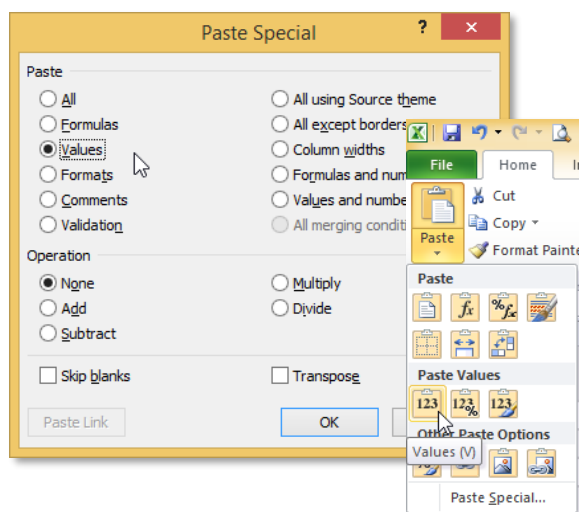 Paste Special
?
×
Paste
All
Formulas
Values
Formats
Comments
Validation
All using Source theme
All except borders
Column widths
Formulas and num
Values and numbe
All merging conditi
Operation
None
Add
Subtract
Multiply
Divide
Skip blanks
Transpose
Paste Link
OK
File
Home
Paste
Cut
Copy
Format Painte
Paste
fx
%fx
Paste Values
123
123%
123
Other Paste Options
Values (V)
Paste Special...